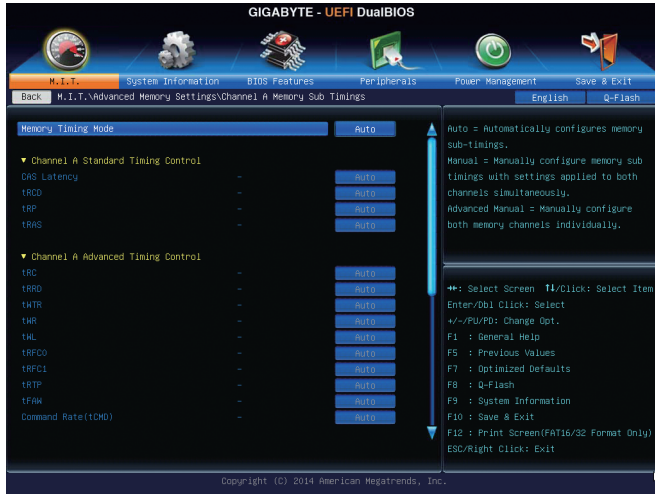 GIGABYTE - UEFI DualBIOS
M.I.T.
System Information
BIOS Features
Peripherals
Power Management
Save & Exit
Back
M.I.T.\Advanced Memory Settings\Channel A Memory Sub Timings
English
Q-Flash
Memory Timing Mode Auto
▼ Channel A Standard Timing Control
CAS Latency - Auto
tRCD - Auto
tRP - Auto
tRAS - Auto
▼ Channel A Advanced Timing Control
tRC - Auto
tRRD - Auto
tWTR - Auto
tWR - Auto
tWL - Auto
tRFC0 - Auto
tRFC1 - Auto
tRTP - Auto
tFAW - Auto
Command Rate(tCMD) - Auto
Auto = Automatically configures memory
sub-timings.
Manual = Manually configure memory sub
timings with settings applied to both
channels simultaneously.
Advanced Manual = Manually configure
both memory channels individually.
→←: Select Screen ↑↓/Click: Select Item
Enter/Dbl Click: Select
+/-/PU/PD: Change Opt.
F1 : General Help
F5 : Previous Values
F7 : Optimized Defaults
F8 : Q-Flash
F9 : System Information
F10 : Save & Exit
F12 : Print Screen(FAT16/32 Format Only)
ESC/Right Click: Exit
Copyright (C) 2014 American Megatrends, Inc.